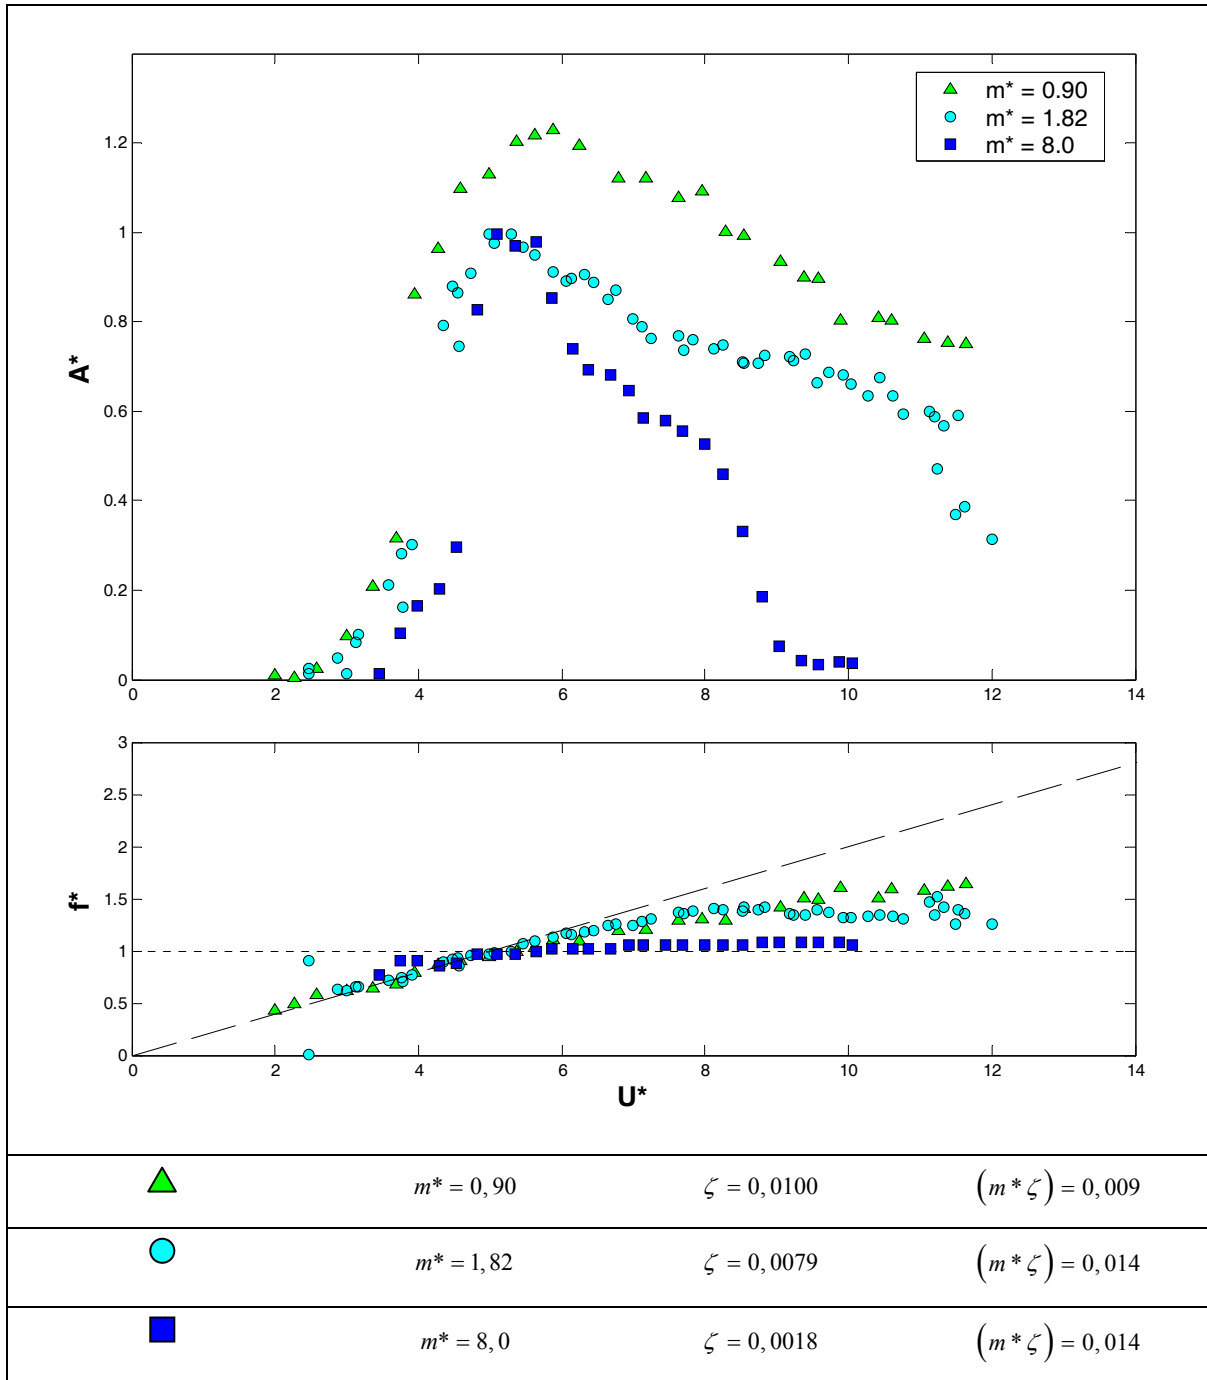 m* = 0.90
m* = 1.82
m* = 8.0
A*
1.2
1
0.8
0.6
0.4
0.2
0
0 2 4 6 8 10 12 14
f*
3
2.5
2
1.5
1
0.5
0
0 2 4 6 8 10 12 14
U*
m* = 0,90 ζ = 0,0100 (m * ζ) = 0,009
m* = 1,82 ζ = 0,0079 (m * ζ) = 0,014
m* = 8,0 ζ = 0,0018 (m * ζ) = 0,014